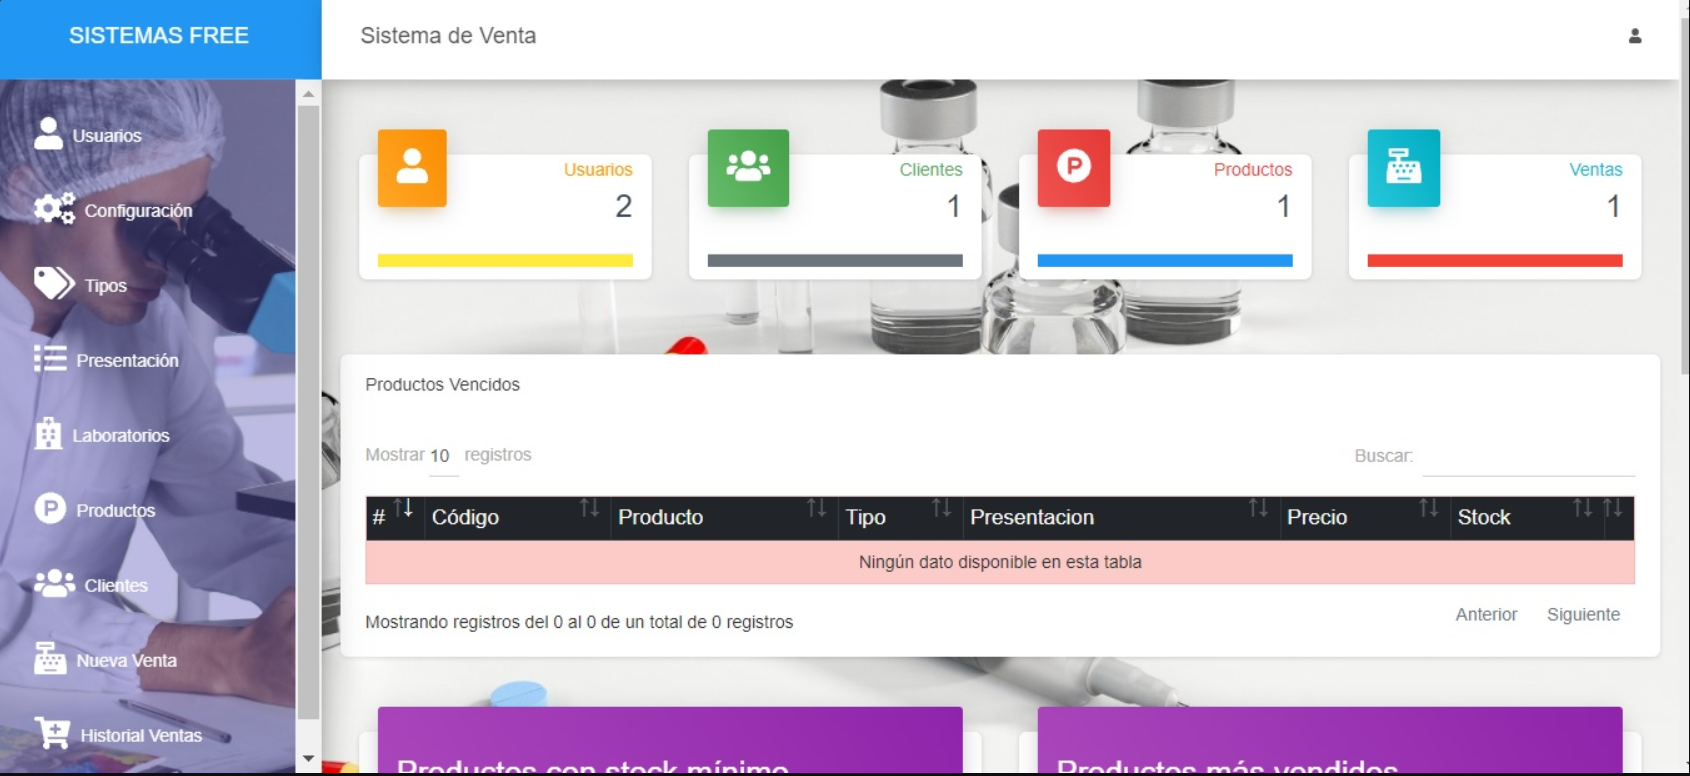 SISTEMAS FREE
Sistema de Venta
Usuarios
Configuración
Tipos
Presentación
Laboratorios
Productos
Clientes
Nueva Venta
Historial Ventas
Usuarios
2
Clientes
1
Productos
1
Ventas
1
Productos Vencidos
Mostrar 10 registros
Buscar:
# Código Producto Tipo Presentacion Precio Stock
Ningún dato disponible en esta tabla
Mostrando registros del 0 al 0 de un total de 0 registros
Anterior Siguiente
Productos con stock mínimo
Productos más vendidos